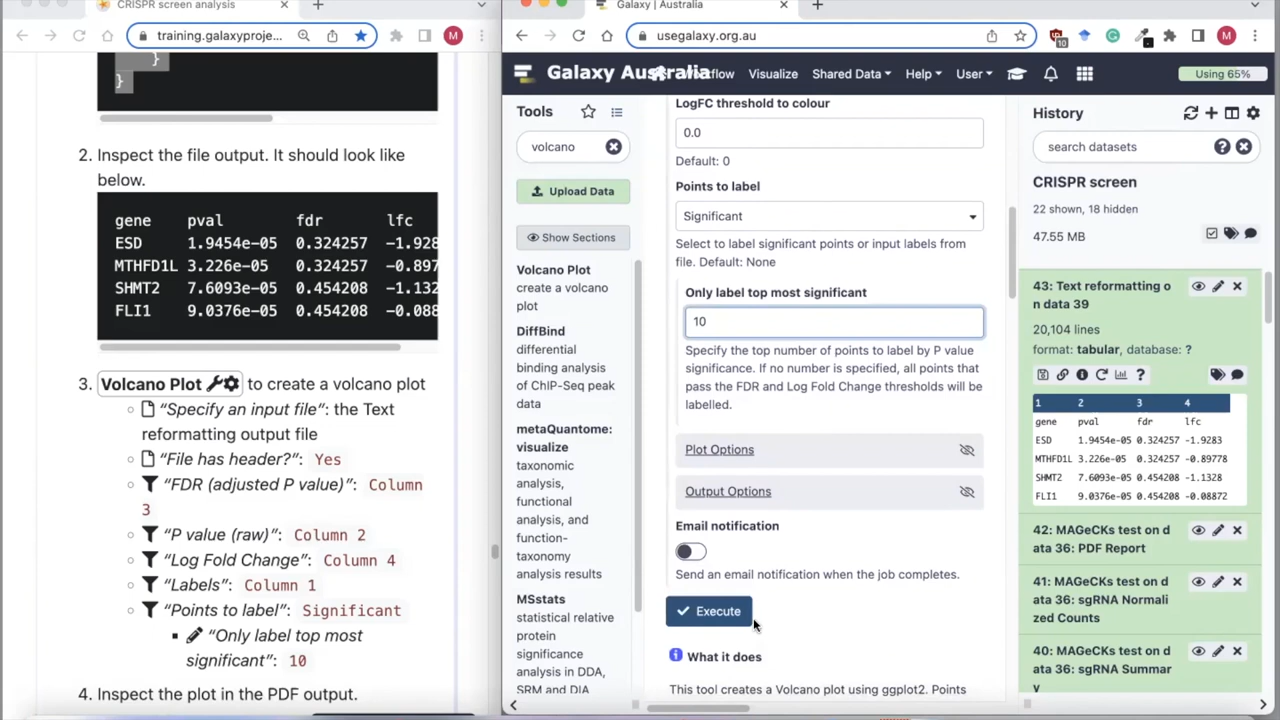 CRISPR screen analysis
training.galaxyproje...
M
}
}
2. Inspect the file output. It should look like
below.
gene pval fdr lfc
ESD 1.9454e-05 0.324257 -1.928
MTHFD1L 3.226e-05 0.324257 -0.897
SHMT2 7.6093e-05 0.454208 -1.132
FLI1 9.0376e-05 0.454208 -0.088
3. Volcano Plot to create a volcano plot
"Specify an input file": the Text
reformatting output file
"File has header?": Yes
"FDR (adjusted P value)": Column
3
"P value (raw)": Column 2
"Log Fold Change": Column 4
"Labels": Column 1
"Points to label": Significant
"Only label top most
significant": 10
4. Inspect the plot in the PDF output.
Galaxy | Australia
usegalaxy.org.au
10
M
Galaxy Australia
Workflow Visualize Shared Data Help User Using 65%
Tools
volcano
Upload Data
Show Sections
Volcano Plot
create a volcano
plot
DiffBind
differential
binding analysis
of ChIP-Seq peak
data
metaQuantome:
visualize
taxonomic
analysis,
functional
analysis, and
function-
taxonomy
analysis results
MSstats
statistical relative
protein
significance
analysis in DDA,
SRM and DIA
LogFC threshold to colour
0.0
Default: 0
Points to label
Significant
Select to label significant points or input labels from
file. Default: None
Only label top most significant
10
Specify the top number of points to label by P value
significance. If no number is specified, all points that
pass the FDR and Log Fold Change thresholds will be
labelled.
Plot Options
Output Options
Email notification
Send an email notification when the job completes.
Execute
What it does
This tool creates a Volcano plot using ggplot2. Points
History
search datasets
CRISPR screen
22 shown, 18 hidden
47.55 MB
43: Text reformatting o
n data 39
20,104 lines
format: tabular, database: ?
1 2 3 4
gene pval fdr lfc
ESD 1.9454e-05 0.324257 -1.9283
MTHFD1L 3.226e-05 0.324257 -0.89778
SHMT2 7.6093e-05 0.454208 -1.1328
FLI1 9.0376e-05 0.454208 -0.08872
42: MAGeCKs test on d
ata 36: PDF Report
41: MAGeCKs test on d
ata 36: sgRNA Normali
zed Counts
40: MAGeCKs test on d
ata 36: sgRNA Summar
y